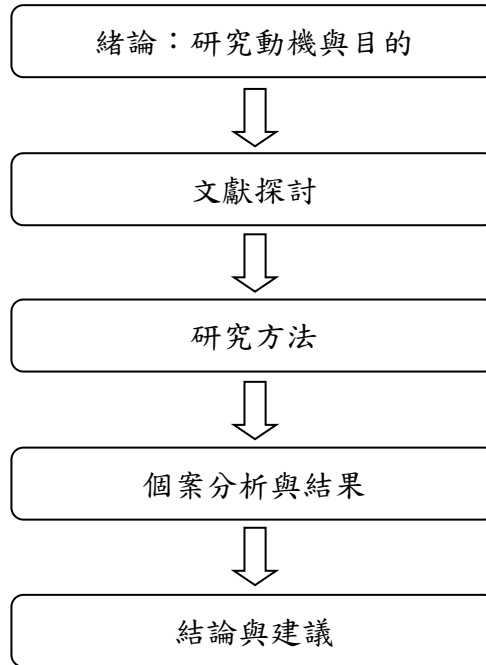 緒論：研究動機與目的
文獻探討
研究方法
個案分析與結果
結論與建議